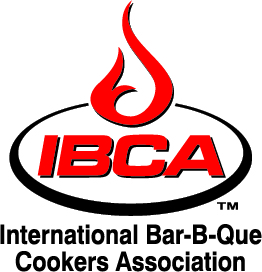 IBCA
TM
International Bar-B-Que
Cookers Association